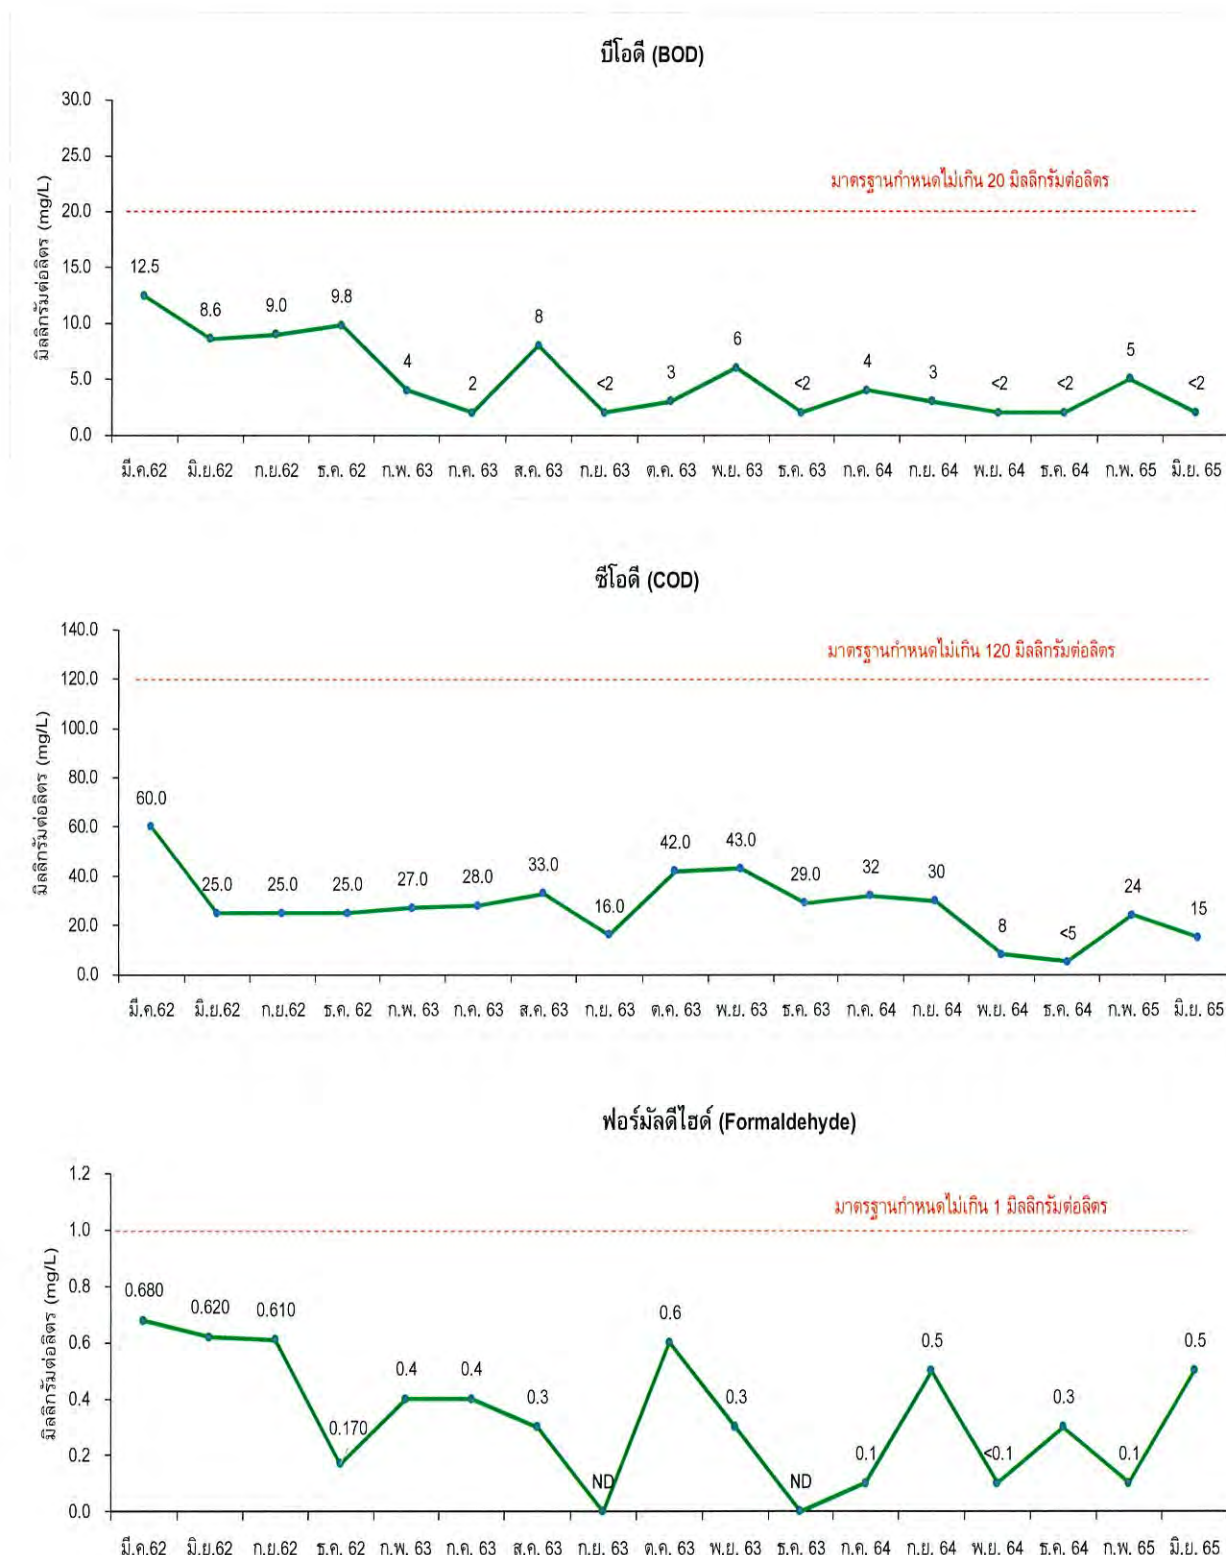 บีโอดี (BOD)
มิลลิกรัมต่อลิตร (mg/L)
30.0
25.0
20.0
15.0
10.0
5.0
0.0
มาตรฐานกำหนดไม่เกิน 20 มิลลิกรัมต่อลิตร
12.5 8.6 9.0 9.8 4 2 8 <2 3 6 <2 4 3 <2 <2 5 <2
มี.ค.62 มิ.ย.62 ก.ย.62 ธ.ค. 62 ก.พ. 63 ก.ค. 63 ส.ค. 63 ก.ย. 63 ต.ค. 63 พ.ย. 63 ธ.ค. 63 ก.ค. 64 ก.ย. 64 พ.ย. 64 ธ.ค. 64 ก.พ. 65 มิ.ย. 65
ซีโอดี (COD)
มิลลิกรัมต่อลิตร (mg/L)
140.0
120.0
100.0
80.0
60.0
40.0
20.0
0.0
มาตรฐานกำหนดไม่เกิน 120 มิลลิกรัมต่อลิตร
60.0 25.0 25.0 25.0 27.0 28.0 33.0 16.0 42.0 43.0 29.0 32 30 8 <5 24 15
มี.ค.62 มิ.ย.62 ก.ย.62 ธ.ค. 62 ก.พ. 63 ก.ค. 63 ส.ค. 63 ก.ย. 63 ต.ค. 63 พ.ย. 63 ธ.ค. 63 ก.ค. 64 ก.ย. 64 พ.ย. 64 ธ.ค. 64 ก.พ. 65 มิ.ย. 65
ฟอร์มัลดีไฮด์ (Formaldehyde)
มิลลิกรัมต่อลิตร (mg/L)
1.2
1.0
0.8
0.6
0.4
0.2
0.0
มาตรฐานกำหนดไม่เกิน 1 มิลลิกรัมต่อลิตร
0.680 0.620 0.610 0.170 0.4 0.4 0.3 ND 0.6 0.3 ND 0.1 0.5 <0.1 0.3 0.1 0.5
มี.ค.62 มิ.ย.62 ก.ย.62 ธ.ค. 62 ก.พ. 63 ก.ค. 63 ส.ค. 63 ก.ย. 63 ต.ค. 63 พ.ย. 63 ธ.ค. 63 ก.ค. 64 ก.ย. 64 พ.ย. 64 ธ.ค. 64 ก.พ. 65 มิ.ย. 65